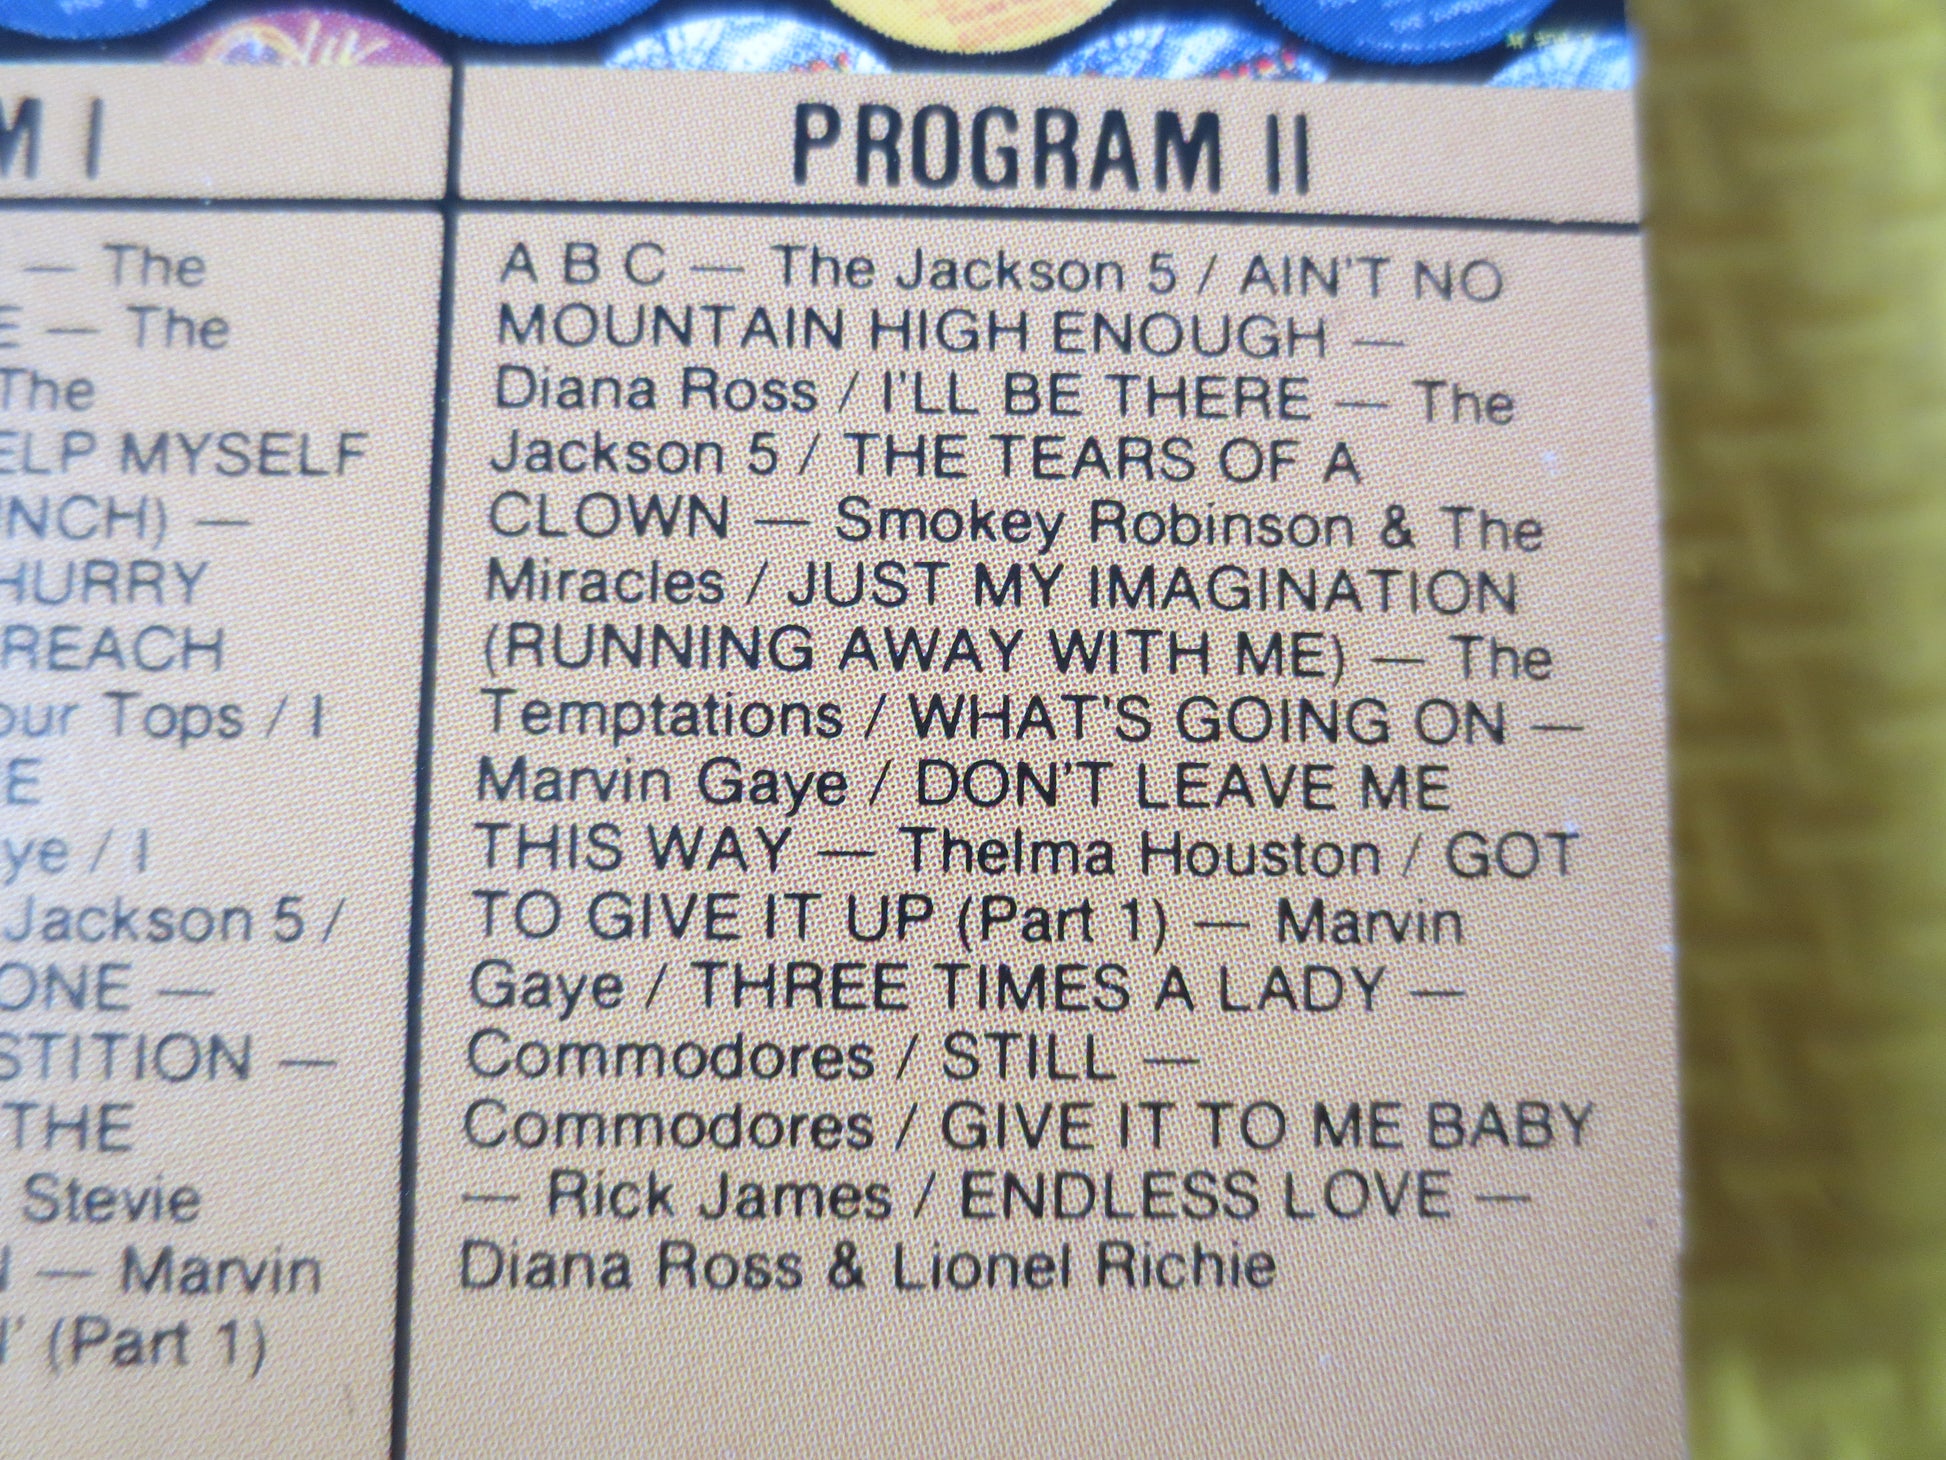 M I
— The
E — The
The
ELP MYSELF
NCH) —
HURRY
REACH
our Tops / I
E
ye / I
Jackson 5 /
ONE —
STITION —
THE
Stevie
— Marvin
' (Part 1)
PROGRAM II
A B C — The Jackson 5 / AIN'T NO
MOUNTAIN HIGH ENOUGH —
Diana Ross / I'LL BE THERE — The
Jackson 5 / THE TEARS OF A
CLOWN — Smokey Robinson & The
Miracles / JUST MY IMAGINATION
(RUNNING AWAY WITH ME) — The
Temptations / WHAT'S GOING ON —
Marvin Gaye / DON'T LEAVE ME
THIS WAY — Thelma Houston / GOT
TO GIVE IT UP (Part 1) — Marvin
Gaye / THREE TIMES A LADY —
Commodores / STILL —
Commodores / GIVE IT TO ME BABY
— Rick James / ENDLESS LOVE —
Diana Ross & Lionel Richie